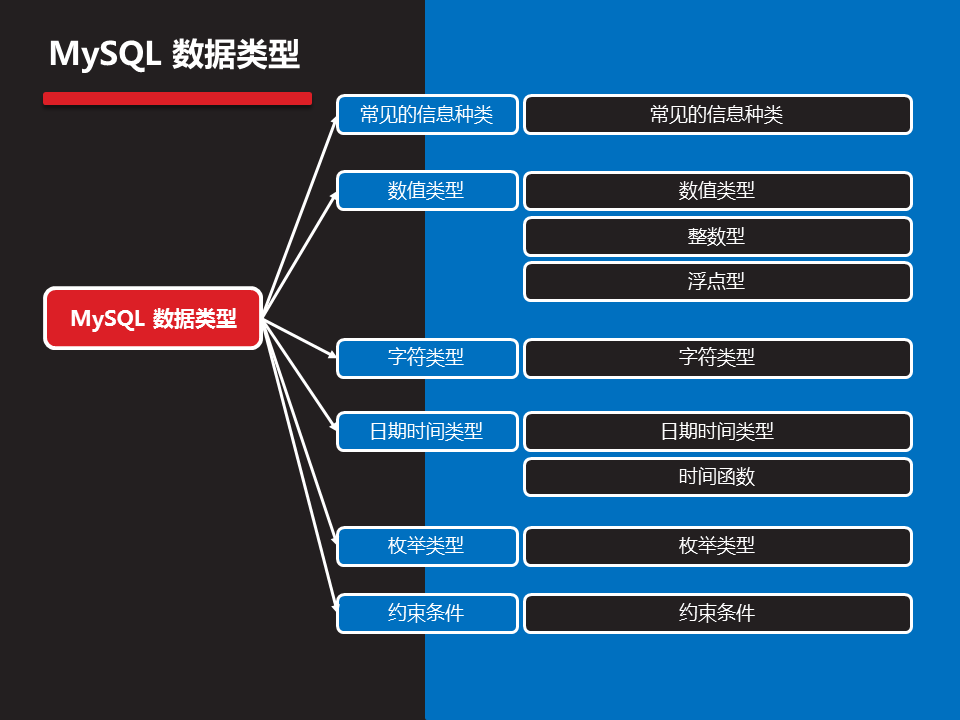 MySQL 数据类型
常见的信息种类
常见的信息种类
数值类型
数值类型
整数型
浮点型
MySQL 数据类型
字符类型
字符类型
日期时间类型
日期时间类型
时间函数
枚举类型
枚举类型
约束条件
约束条件